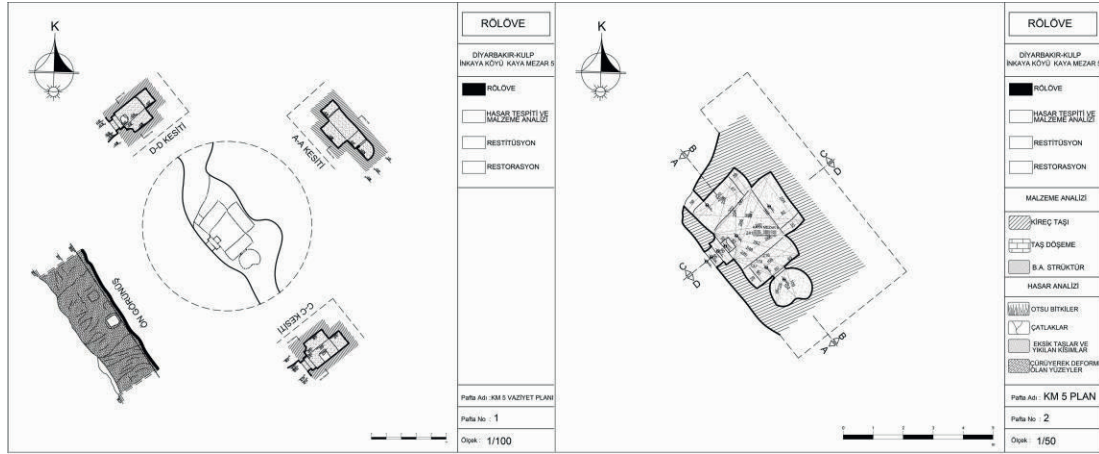 K
D-D KESİTİ
A-A KESİTİ
ÖN GÖRÜNÜŞ
C-C KESİTİ
RÖLÖVE
DİYARBAKIR-KULP
İNKAYA KÖYÜ KAYA MEZAR 5
RÖLÖVE
HASAR TESPİTİ VE
MALZEME ANALİZİ
RESTİTÜSYON
RESTORASYON
Pafta Adı : KM 5 VAZİYET PLANI
Pafta No : 1
Ölçek : 1/100
K
B
A
C
D
C
D
B
A
RÖLÖVE
DİYARBAKIR-KULP
İNKAYA KÖYÜ KAYA MEZAR 5
RÖLÖVE
HASAR TESPİTİ VE
MALZEME ANALİZİ
RESTİTÜSYON
RESTORASYON
MALZEME ANALİZİ
KİREÇ TAŞI
TAŞ DÖŞEME
B.A. STRÜKTÜR
HASAR ANALİZİ
OTSU BİTKİLER
ÇATLAKLAR
EKSİK TAŞLAR VE
YIKILAN KISIMLAR
ÇÜRÜYEREK DEFORME
OLAN YÜZEYLER
Pafta Adı : KM 5 PLAN
Pafta No : 2
Ölçek : 1/50